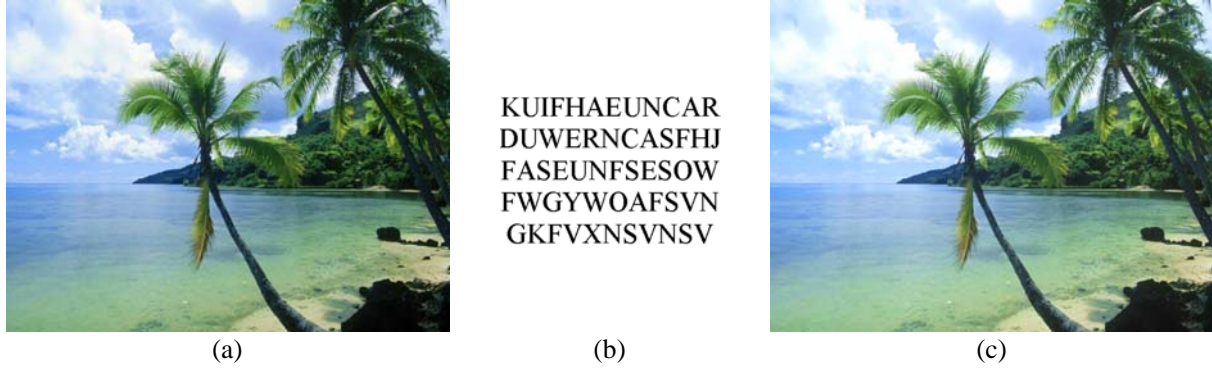 KUIFHAEUNCAR
DUWERNCASFHJ
FASEUNFSESOW
FWGYWOAFSVN
GKFVXNSVNSV
(a)
(b)
(c)